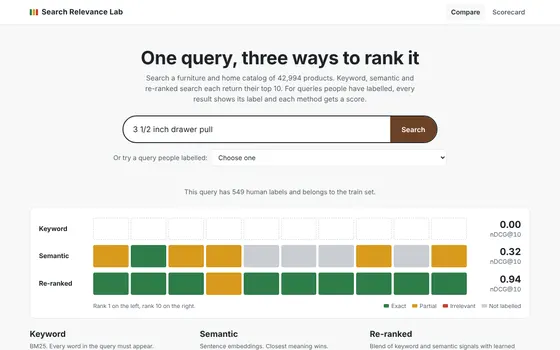 Search Relevance Lab
Compare
Scorecard
One query, three ways to rank it
Search a furniture and home catalog of 42,994 products. Keyword, semantic and
re-ranked search each return their top 10. For queries people have labelled, every
result shows its label and each method gets a score.
3 1/2 inch drawer pull
Search
Or try a query people labelled:
Choose one
This query has 549 human labels and belongs to the train set.
Keyword
0.00
nDCG@10
Semantic
0.32
nDCG@10
Re-ranked
0.94
nDCG@10
Rank 1 on the left, rank 10 on the right.
Exact
Partial
Irrelevant
Not labelled
Keyword
BM25. Every word in the query must appear.
Semantic
Sentence embeddings. Closest meaning wins.
Re-ranked
Blend of keyword and semantic signals with learned